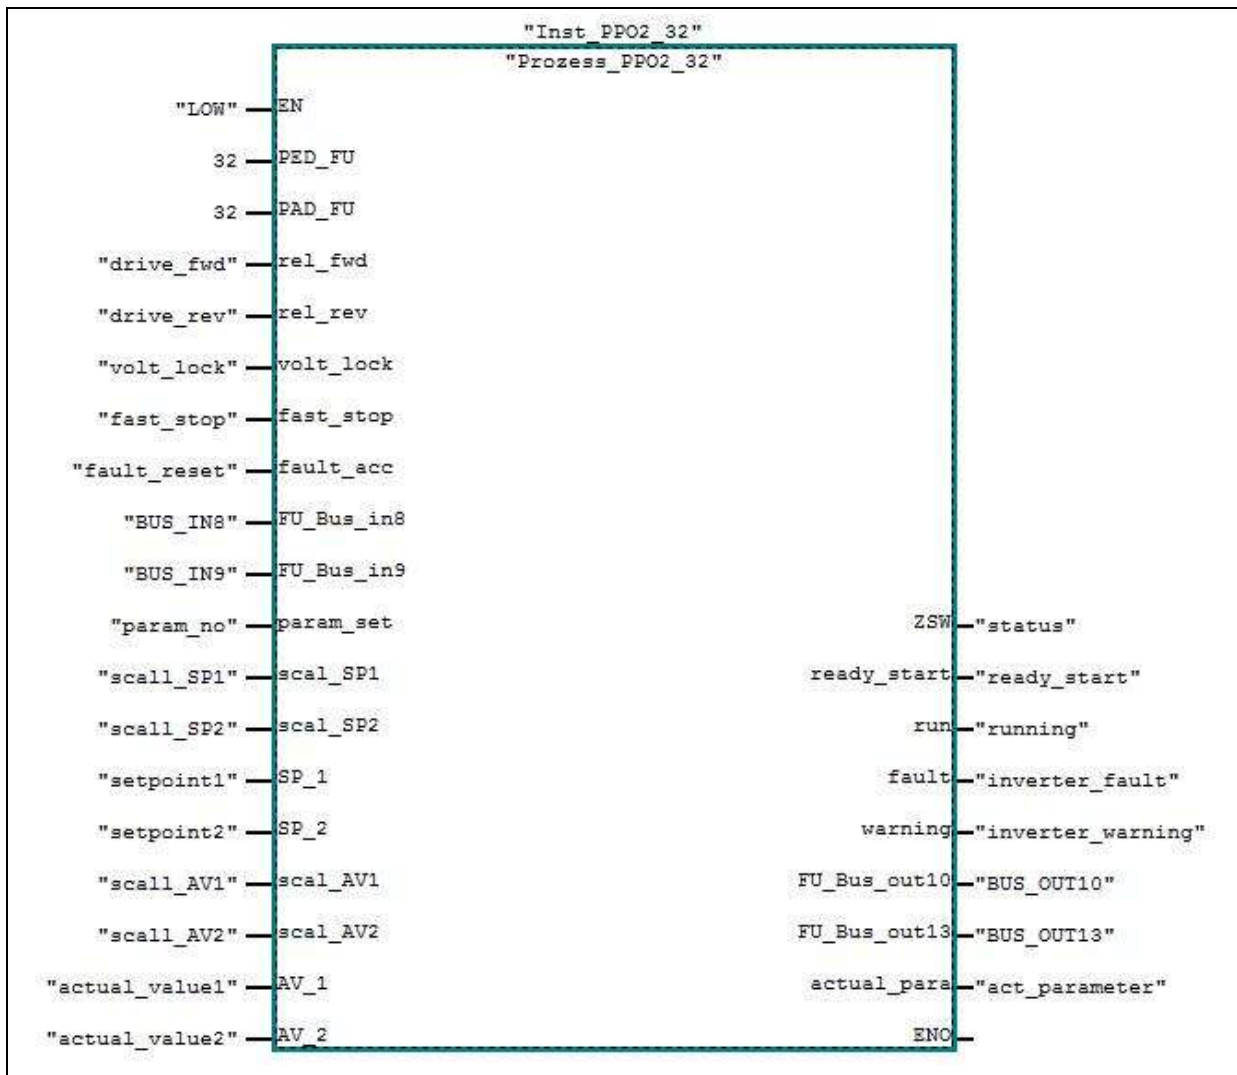 "Inst_PPO2_32"
"Prozess_PPO2_32"
"LOW" EN
32 PED_FU
32 PAD_FU
"drive_fwd" rel_fwd
"drive_rev" rel_rev
"volt_lock" volt_lock
"fast_stop" fast_stop
"fault_reset" fault_acc
"BUS_IN8" FU_Bus_in8
"BUS_IN9" FU_Bus_in9
"param_no" param_set ZSW "status"
"scall_SP1" scal_SP1 ready_start "ready_start"
"scall_SP2" scal_SP2 run "running"
"setpoint1" SP_1 fault "inverter_fault"
"setpoint2" SP_2 warning "inverter_warning"
"scall_AV1" scal_AV1 FU_Bus_out10 "BUS_OUT10"
"scall_AV2" scal_AV2 FU_Bus_out13 "BUS_OUT13"
"actual_value1" AV_1 actual_para "act_parameter"
"actual_value2" AV_2 ENO